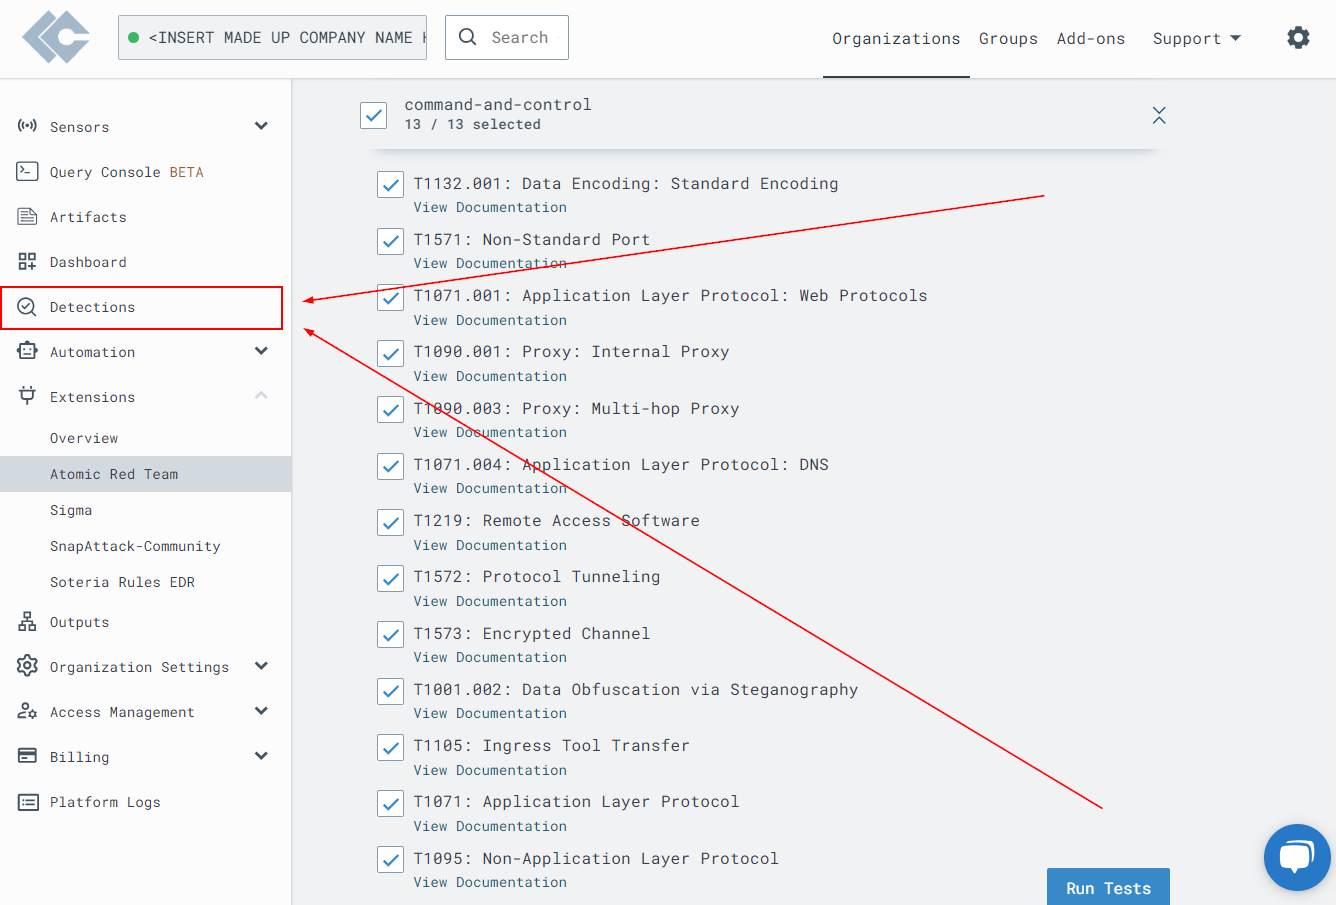 <INSERT MADE UP COMPANY NAME
Search
Organizations
Groups
Add-ons
Support
Sensors
Query Console BETA
Artifacts
Dashboard
Detections
Automation
Extensions
Overview
Atomic Red Team
Sigma
SnapAttack-Community
Soteria Rules EDR
Outputs
Organization Settings
Access Management
Billing
Platform Logs
command-and-control
13 / 13 selected
T1132.001: Data Encoding: Standard Encoding
View Documentation
T1571: Non-Standard Port
View Documentation
T1071.001: Application Layer Protocol: Web Protocols
View Documentation
T1090.001: Proxy: Internal Proxy
View Documentation
T1090.003: Proxy: Multi-hop Proxy
View Documentation
T1071.004: Application Layer Protocol: DNS
View Documentation
T1219: Remote Access Software
View Documentation
T1572: Protocol Tunneling
View Documentation
T1573: Encrypted Channel
View Documentation
T1001.002: Data Obfuscation via Steganography
View Documentation
T1105: Ingress Tool Transfer
View Documentation
T1071: Application Layer Protocol
View Documentation
T1095: Non-Application Layer Protocol
View Documentation
Run Tests